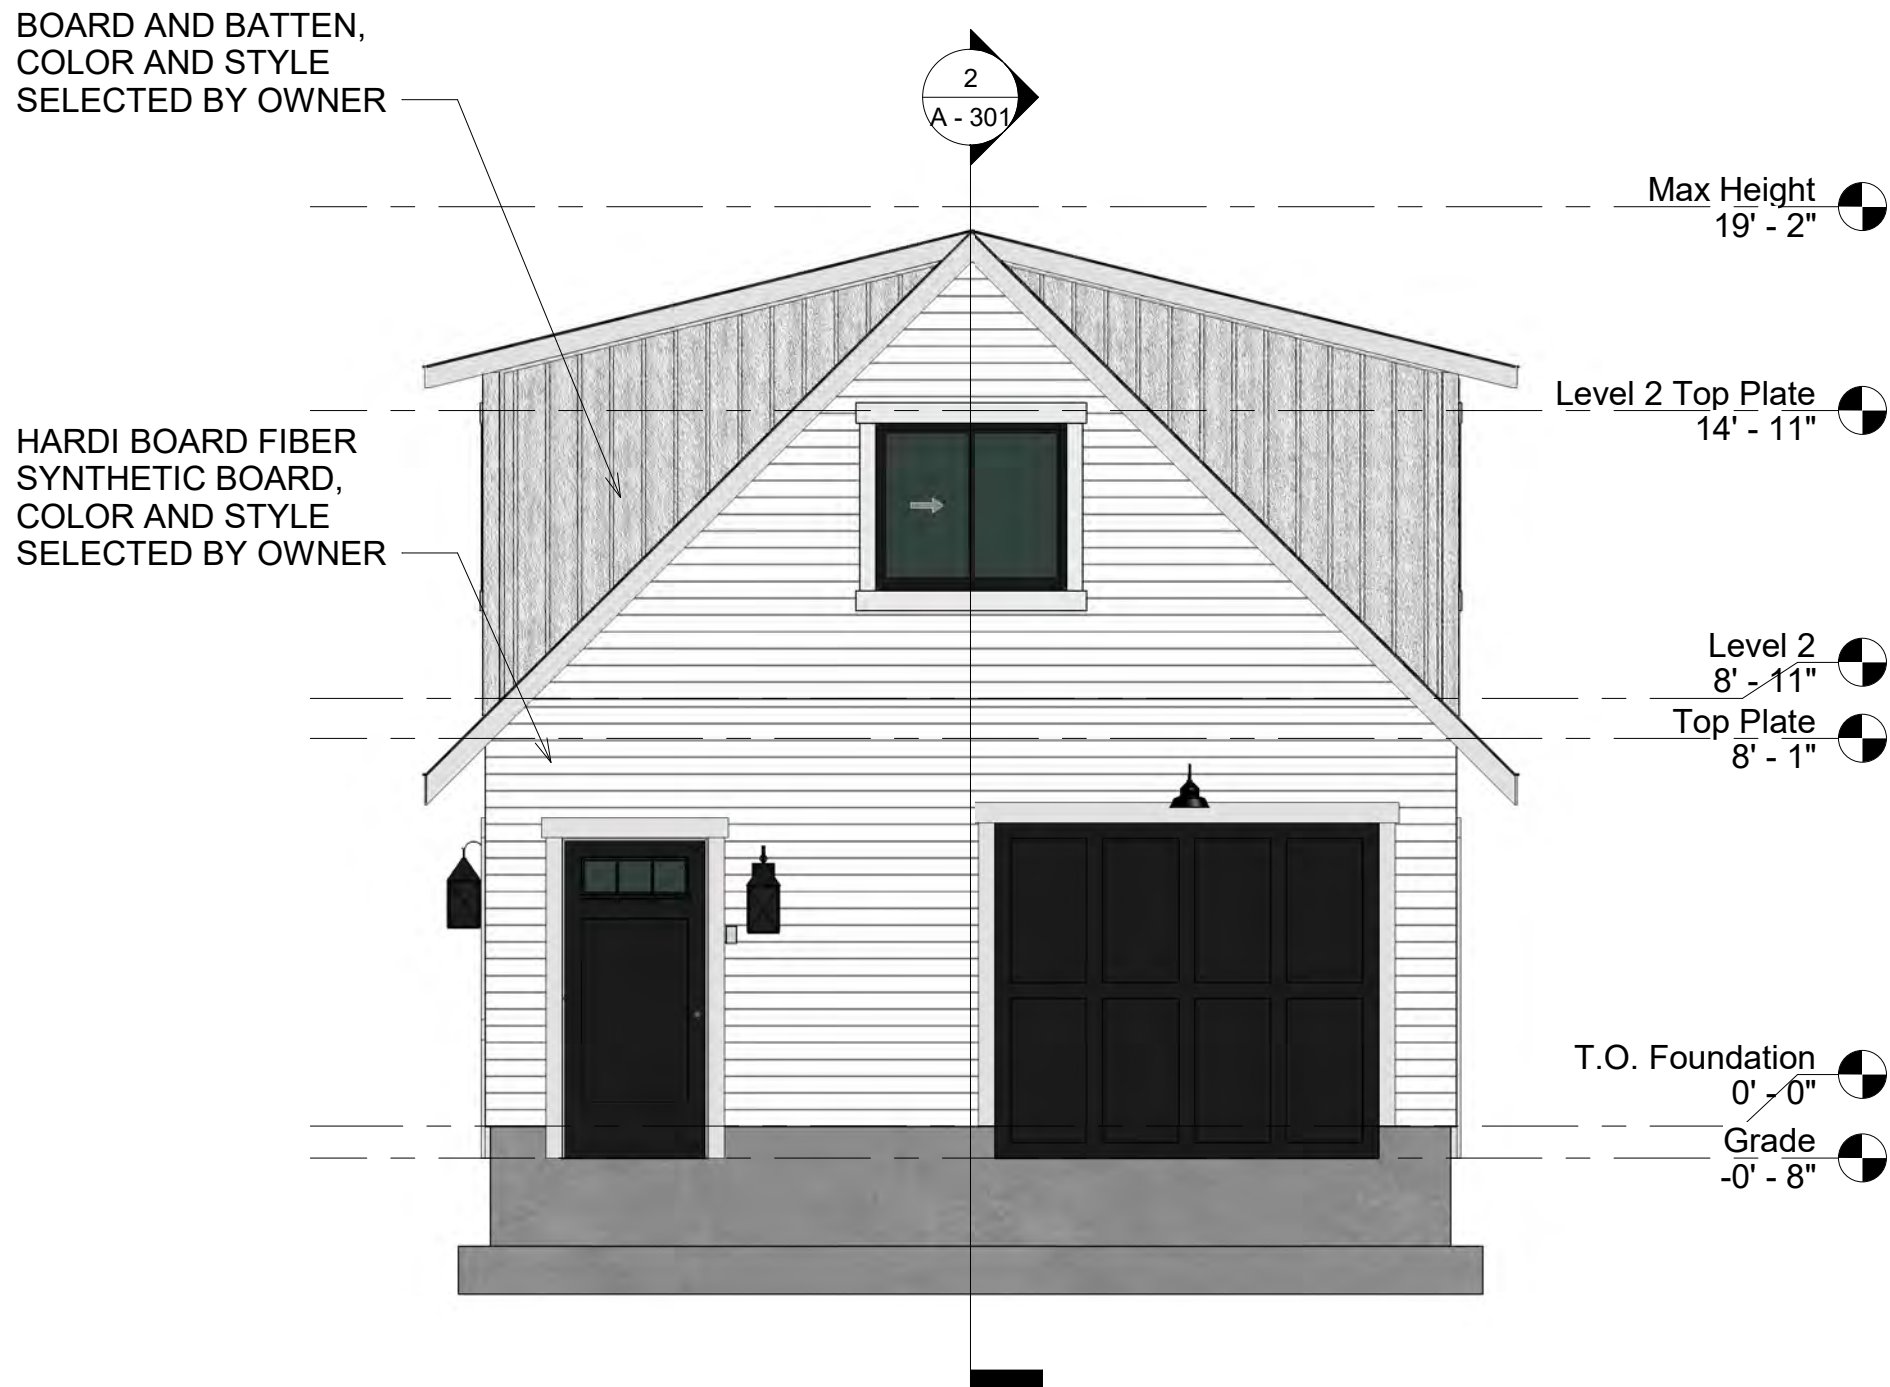 BOARD AND BATTEN,
COLOR AND STYLE
SELECTED BY OWNER
2
A - 301
Max Height
19' - 2"
Level 2 Top Plate
14' - 11"
HARDI BOARD FIBER
SYNTHETIC BOARD,
COLOR AND STYLE
SELECTED BY OWNER
Level 2
8' - 11"
Top Plate
8' - 1"
T.O. Foundation
0' - 0"
Grade
-0' - 8"